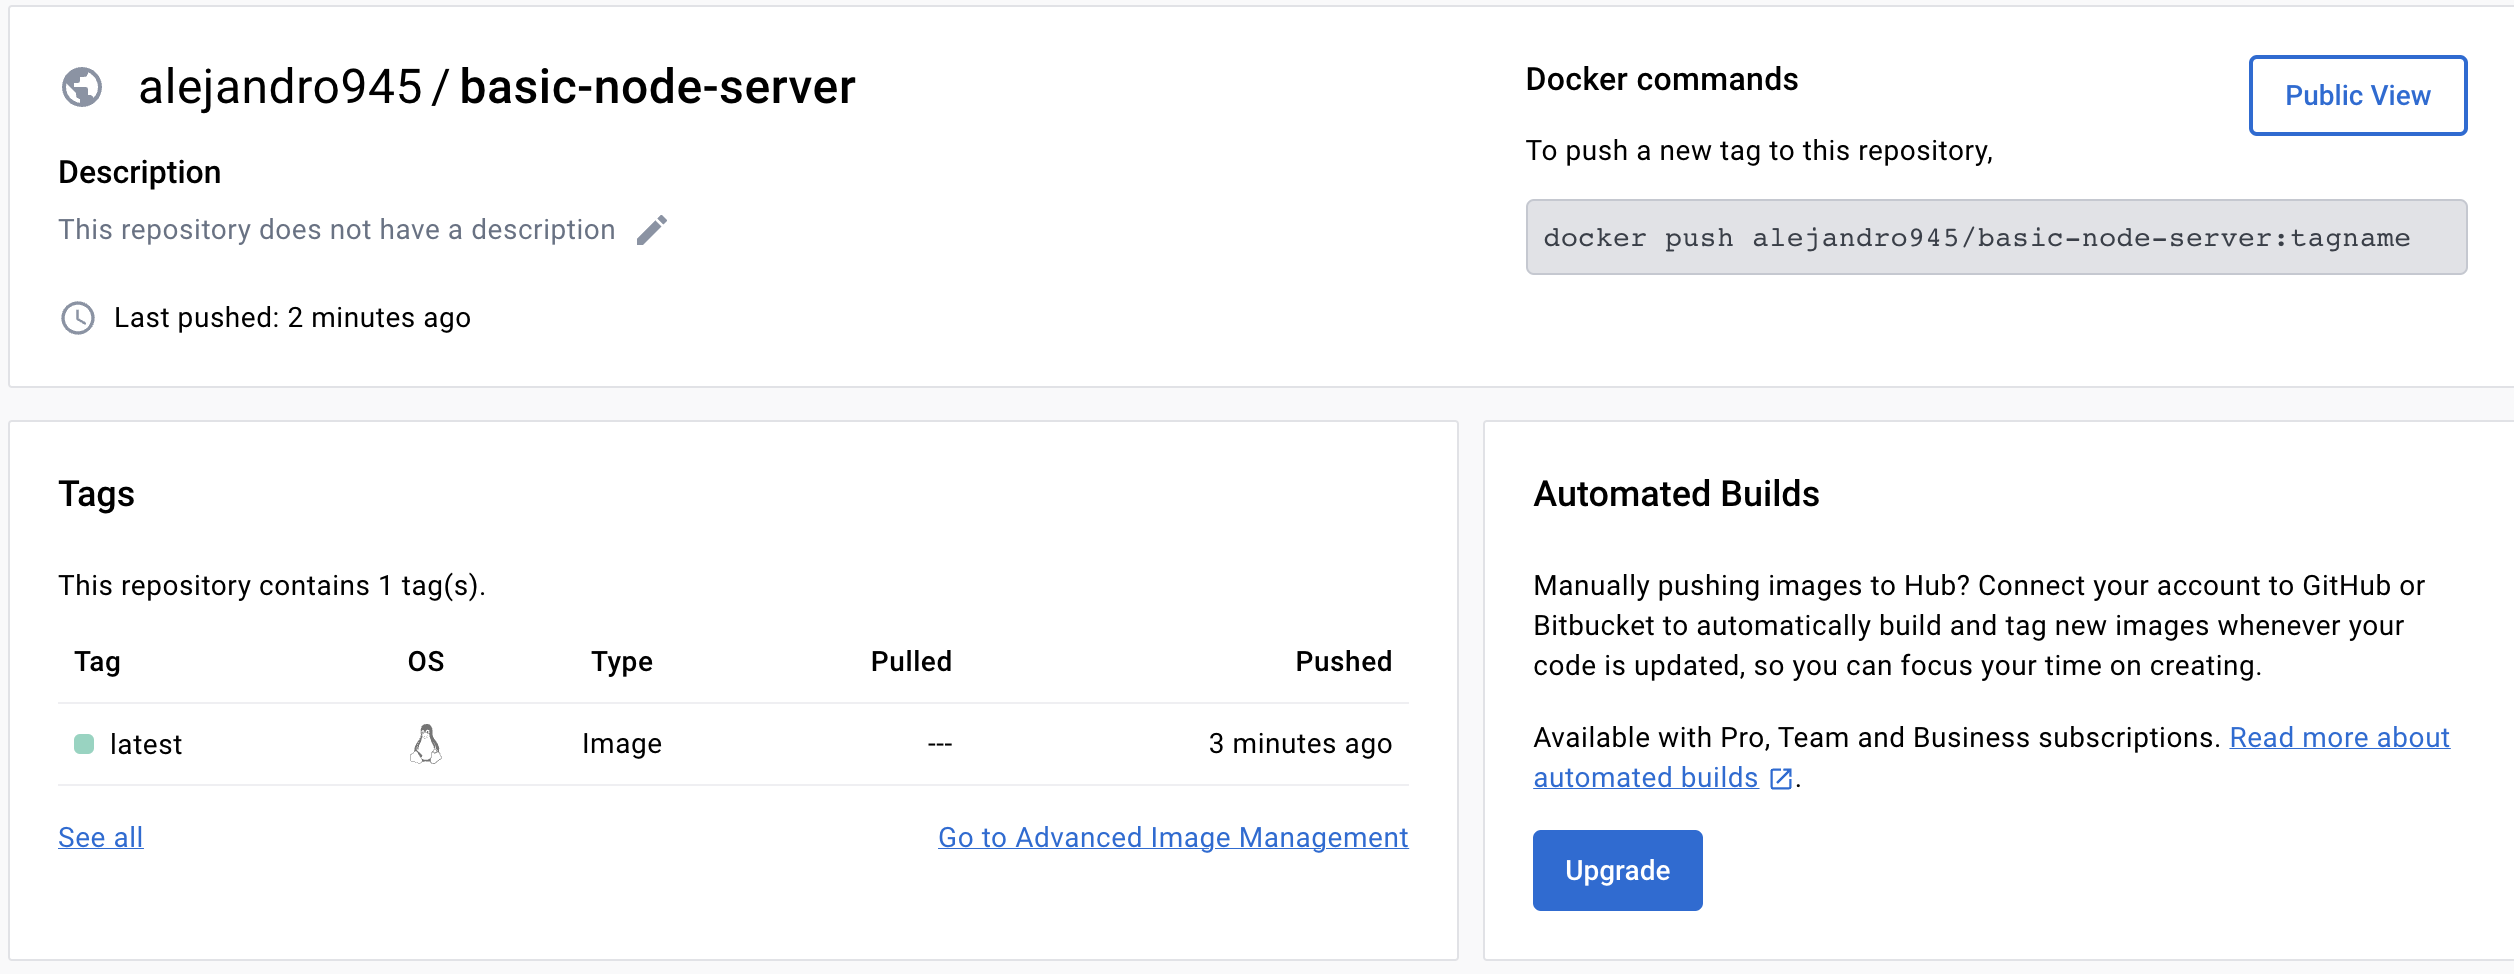 alejandro945 / basic-node-server
Description
This repository does not have a description
Last pushed: 2 minutes ago
Docker commands
Public View
To push a new tag to this repository,
docker push alejandro945/basic-node-server:tagname
Tags
This repository contains 1 tag(s).
Tag OS Type Pulled Pushed
latest Image --- 3 minutes ago
See all Go to Advanced Image Management
Automated Builds
Manually pushing images to Hub? Connect your account to GitHub or
Bitbucket to automatically build and tag new images whenever your
code is updated, so you can focus your time on creating.
Available with Pro, Team and Business subscriptions. Read more about
automated builds .
Upgrade